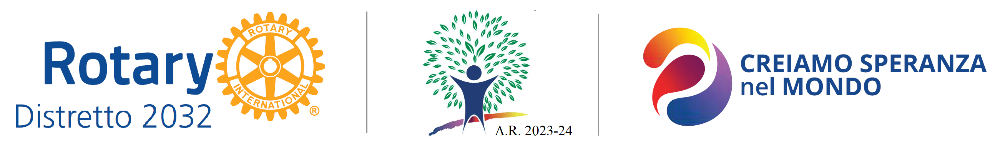 Rotary
Distretto 2032
ROTARY
INTERNATIONAL
®
A.R. 2023-24
CREIAMO SPERANZA
nel MONDO